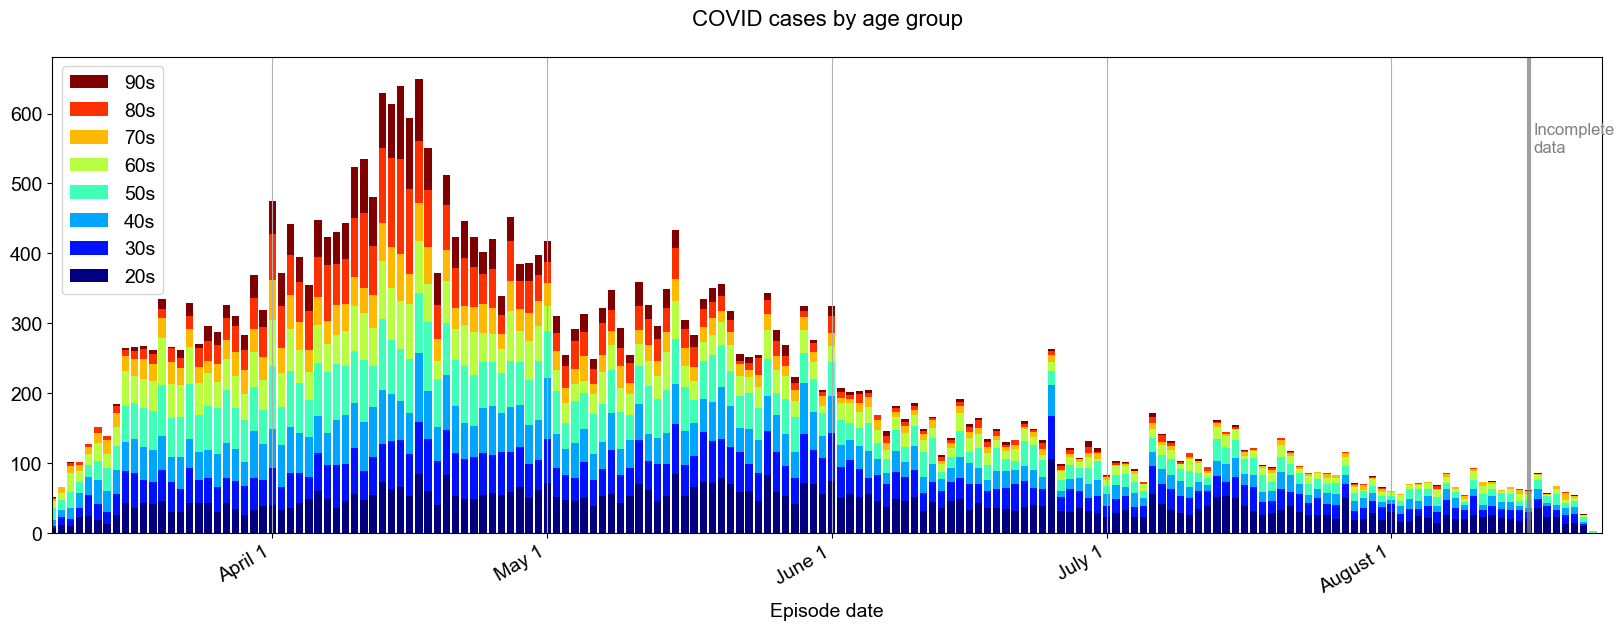 COVID cases by age group
90s
80s
70s
60s
50s
40s
30s
20s
600
500
400
300
200
100
0
Incomplete
data
April 1
May 1
June 1
July 1
August 1
Episode date